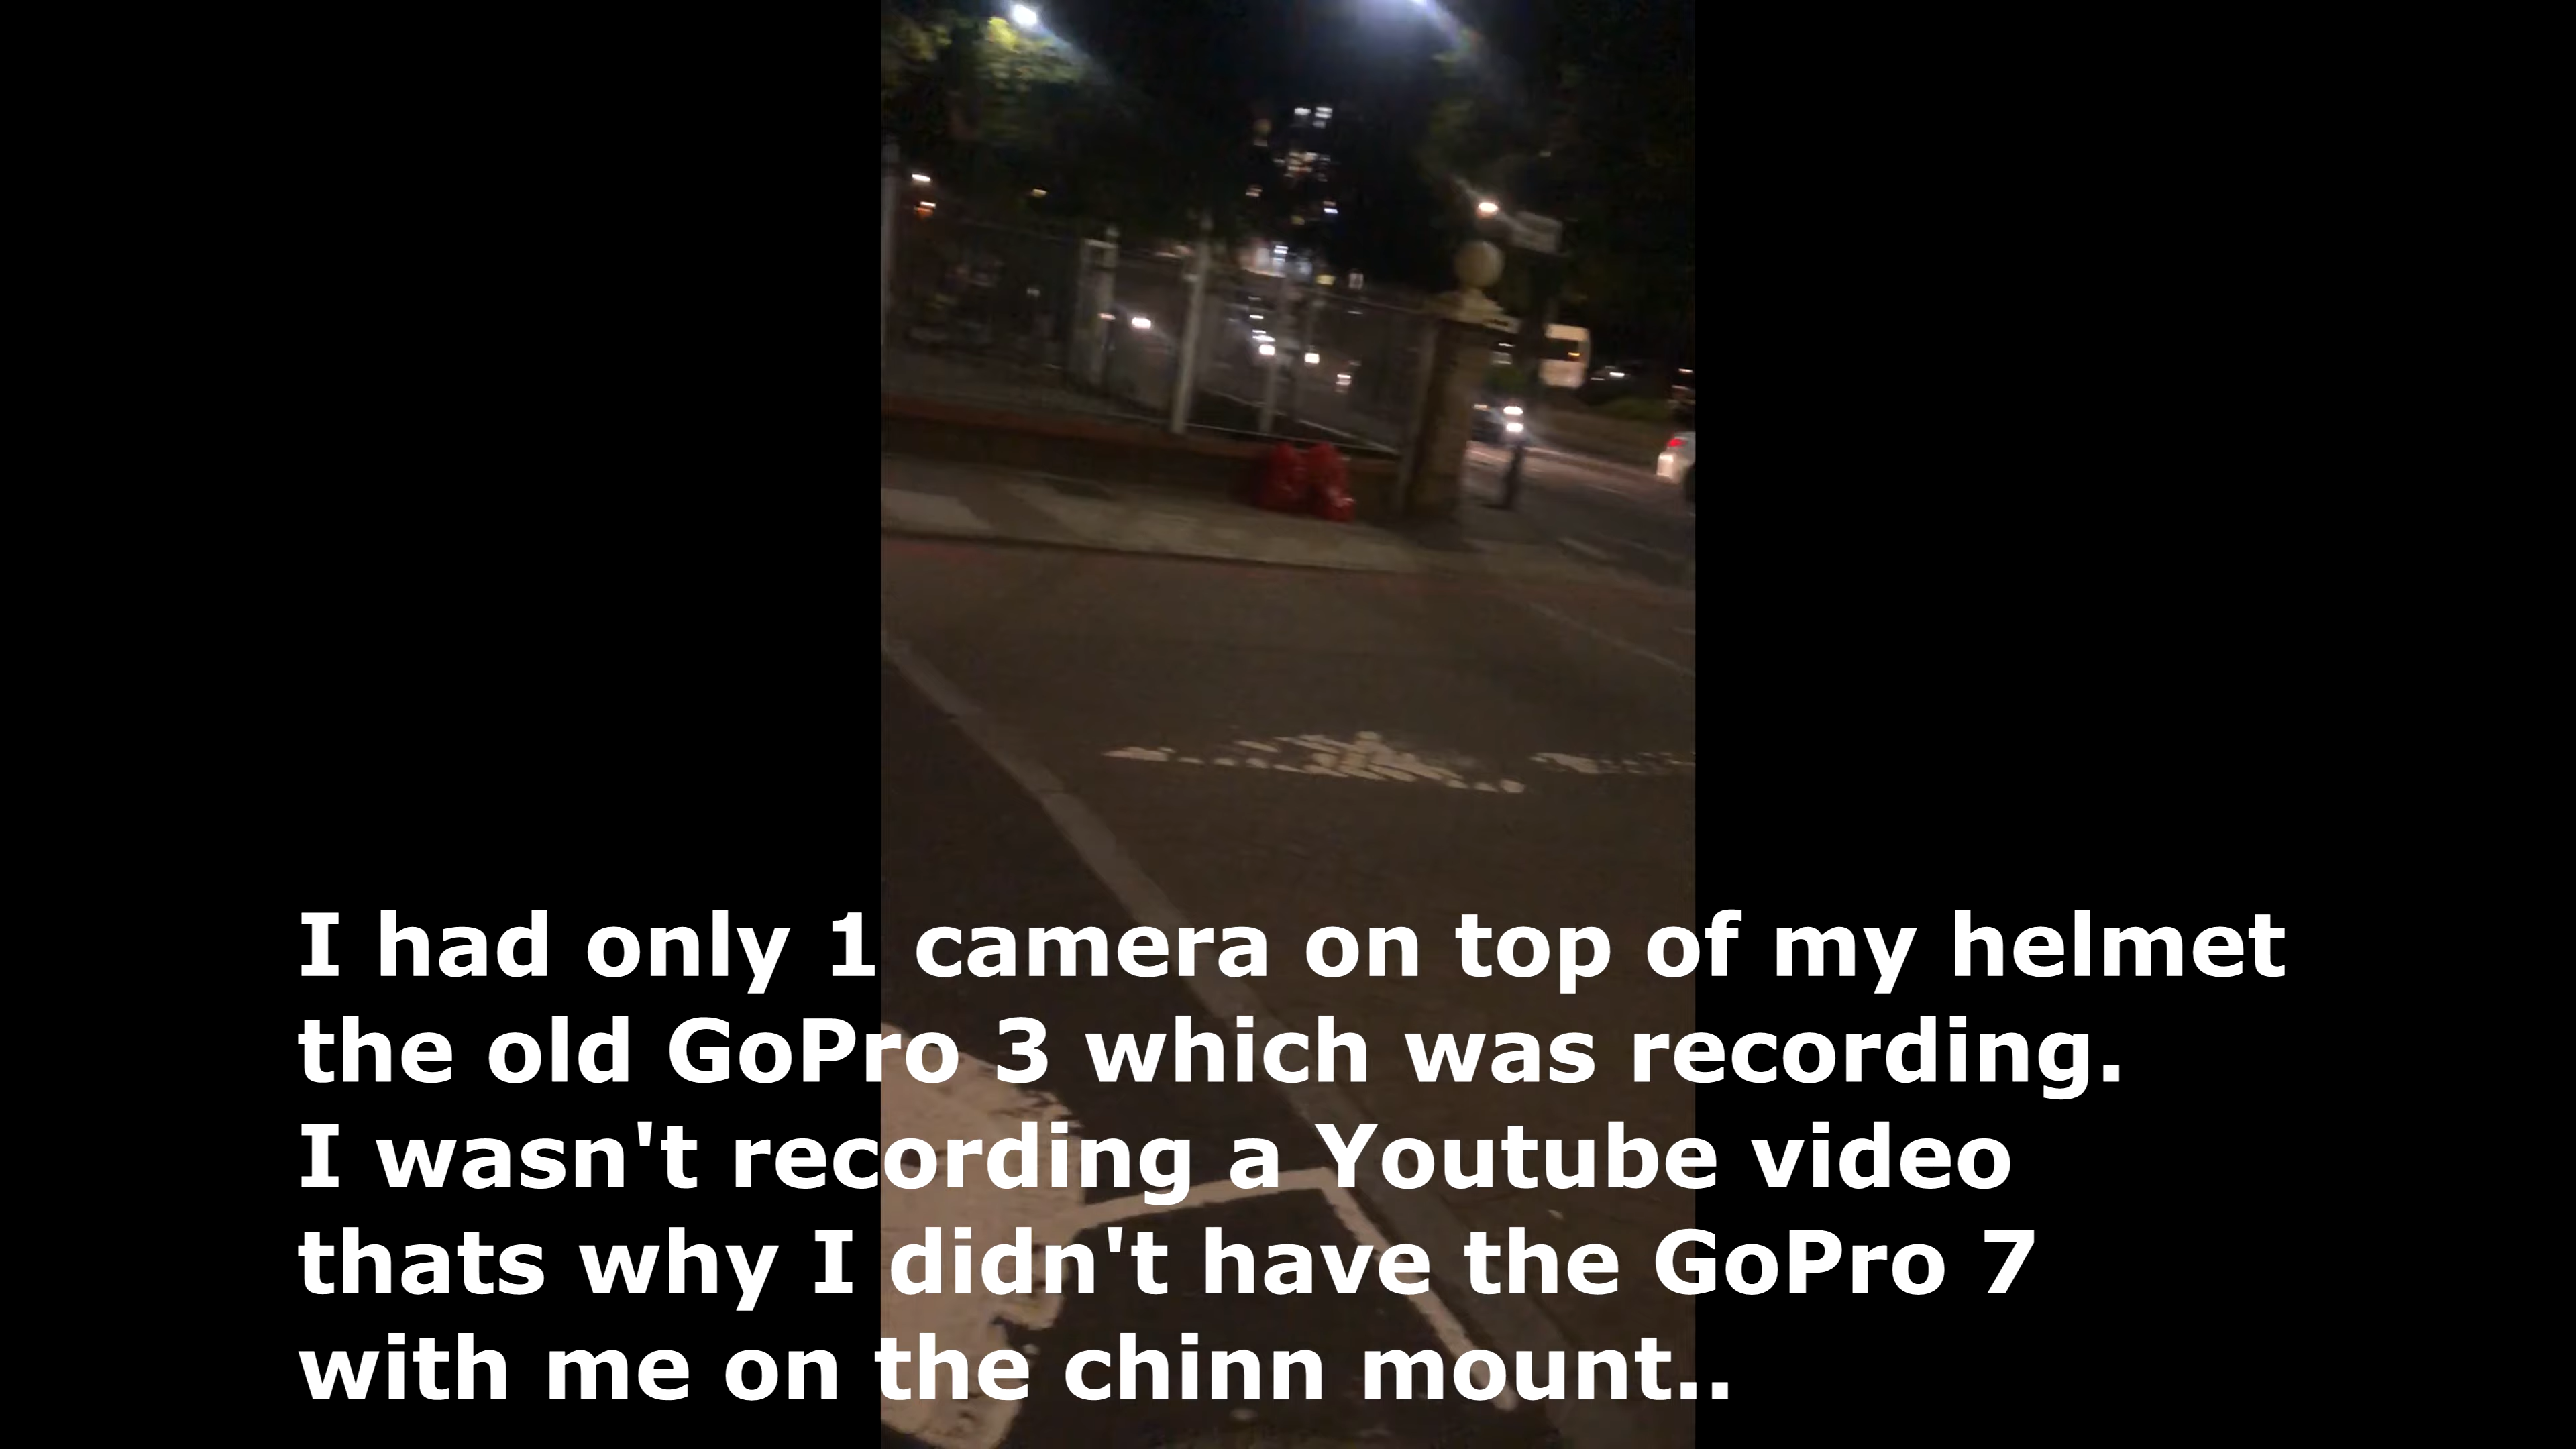 I had only 1 camera on top of my helmet
the old GoPro 3 which was recording.
I wasn't recording a Youtube video
thats why I didn't have the GoPro 7
with me on the chinn mount..